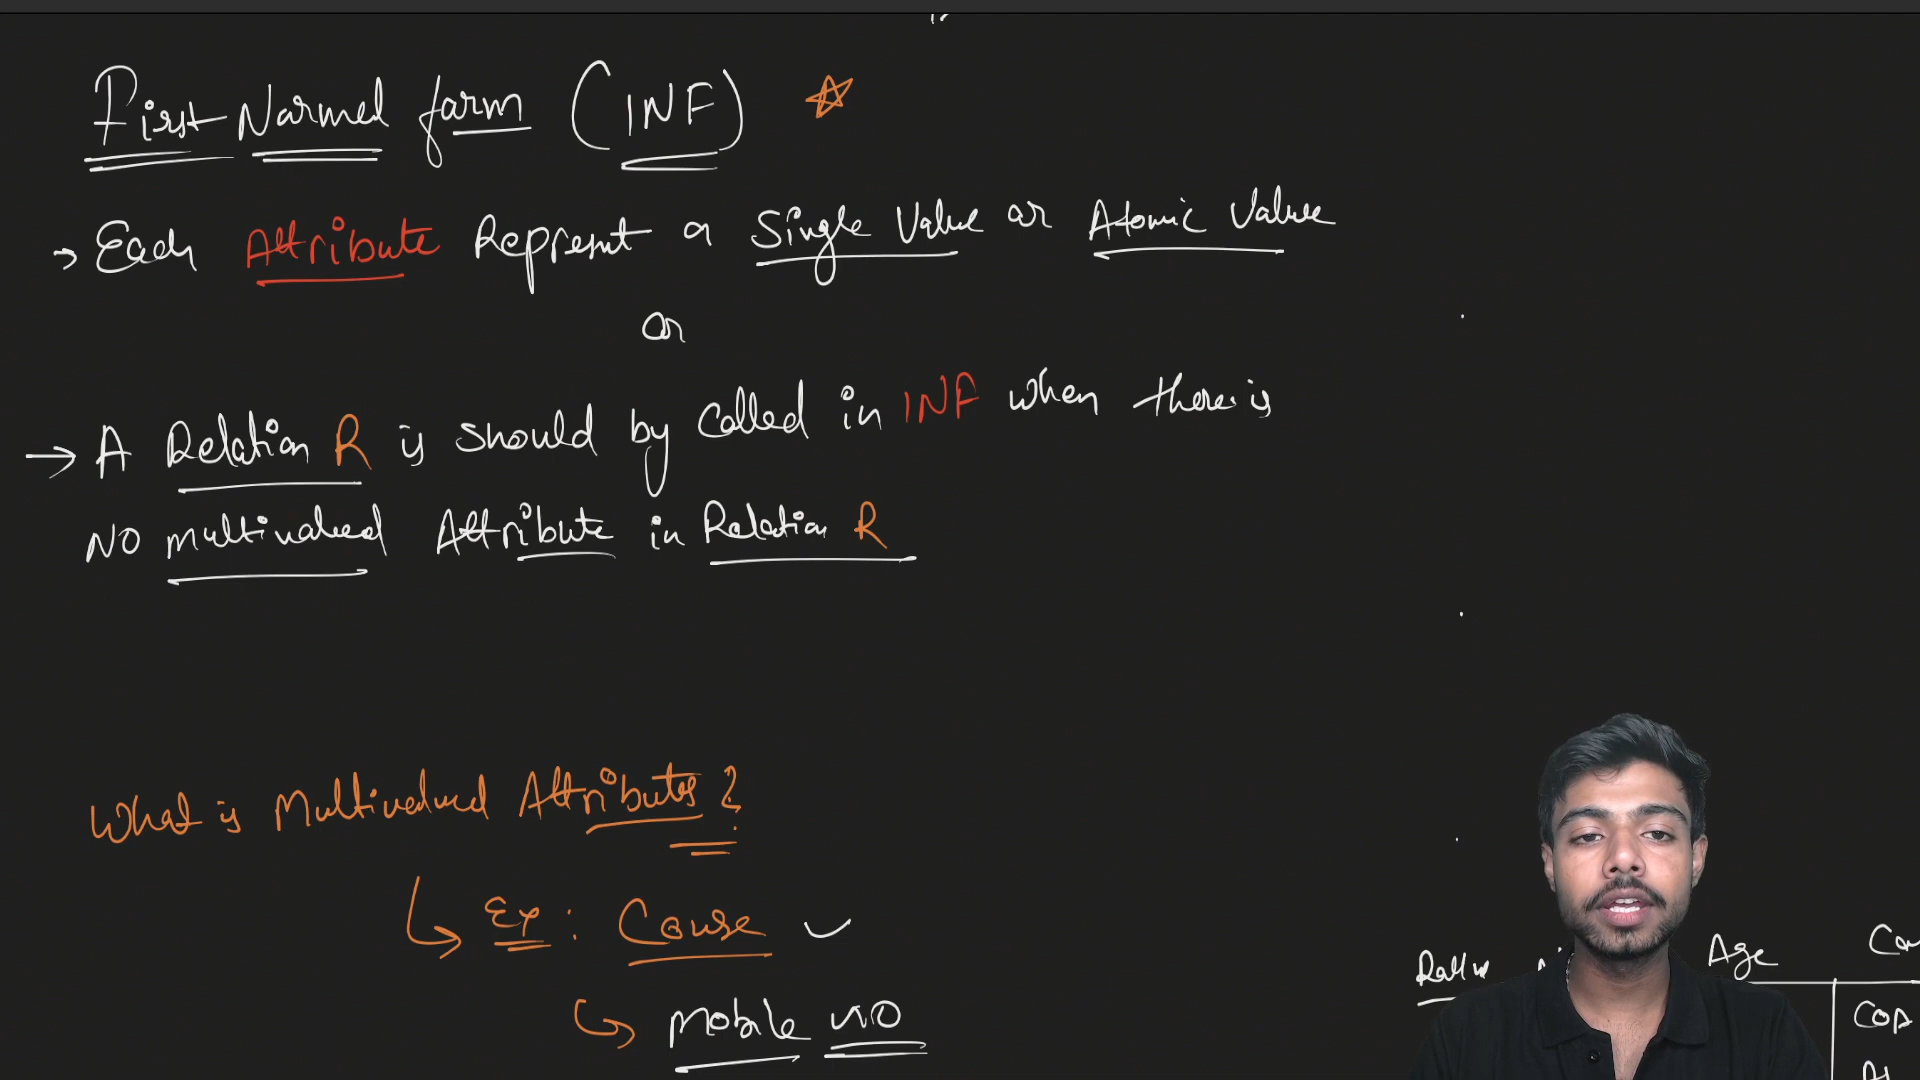 First Normal form (1NF)
→ Each Attribute Represent a Single Value or Atomic Value
or
→ A Relation R is should by Called in 1NF when there is
NO multivalued Attribute in Relation R
What is Multivalued Attributes?
Ex: Course
Mobile no
Age
COA